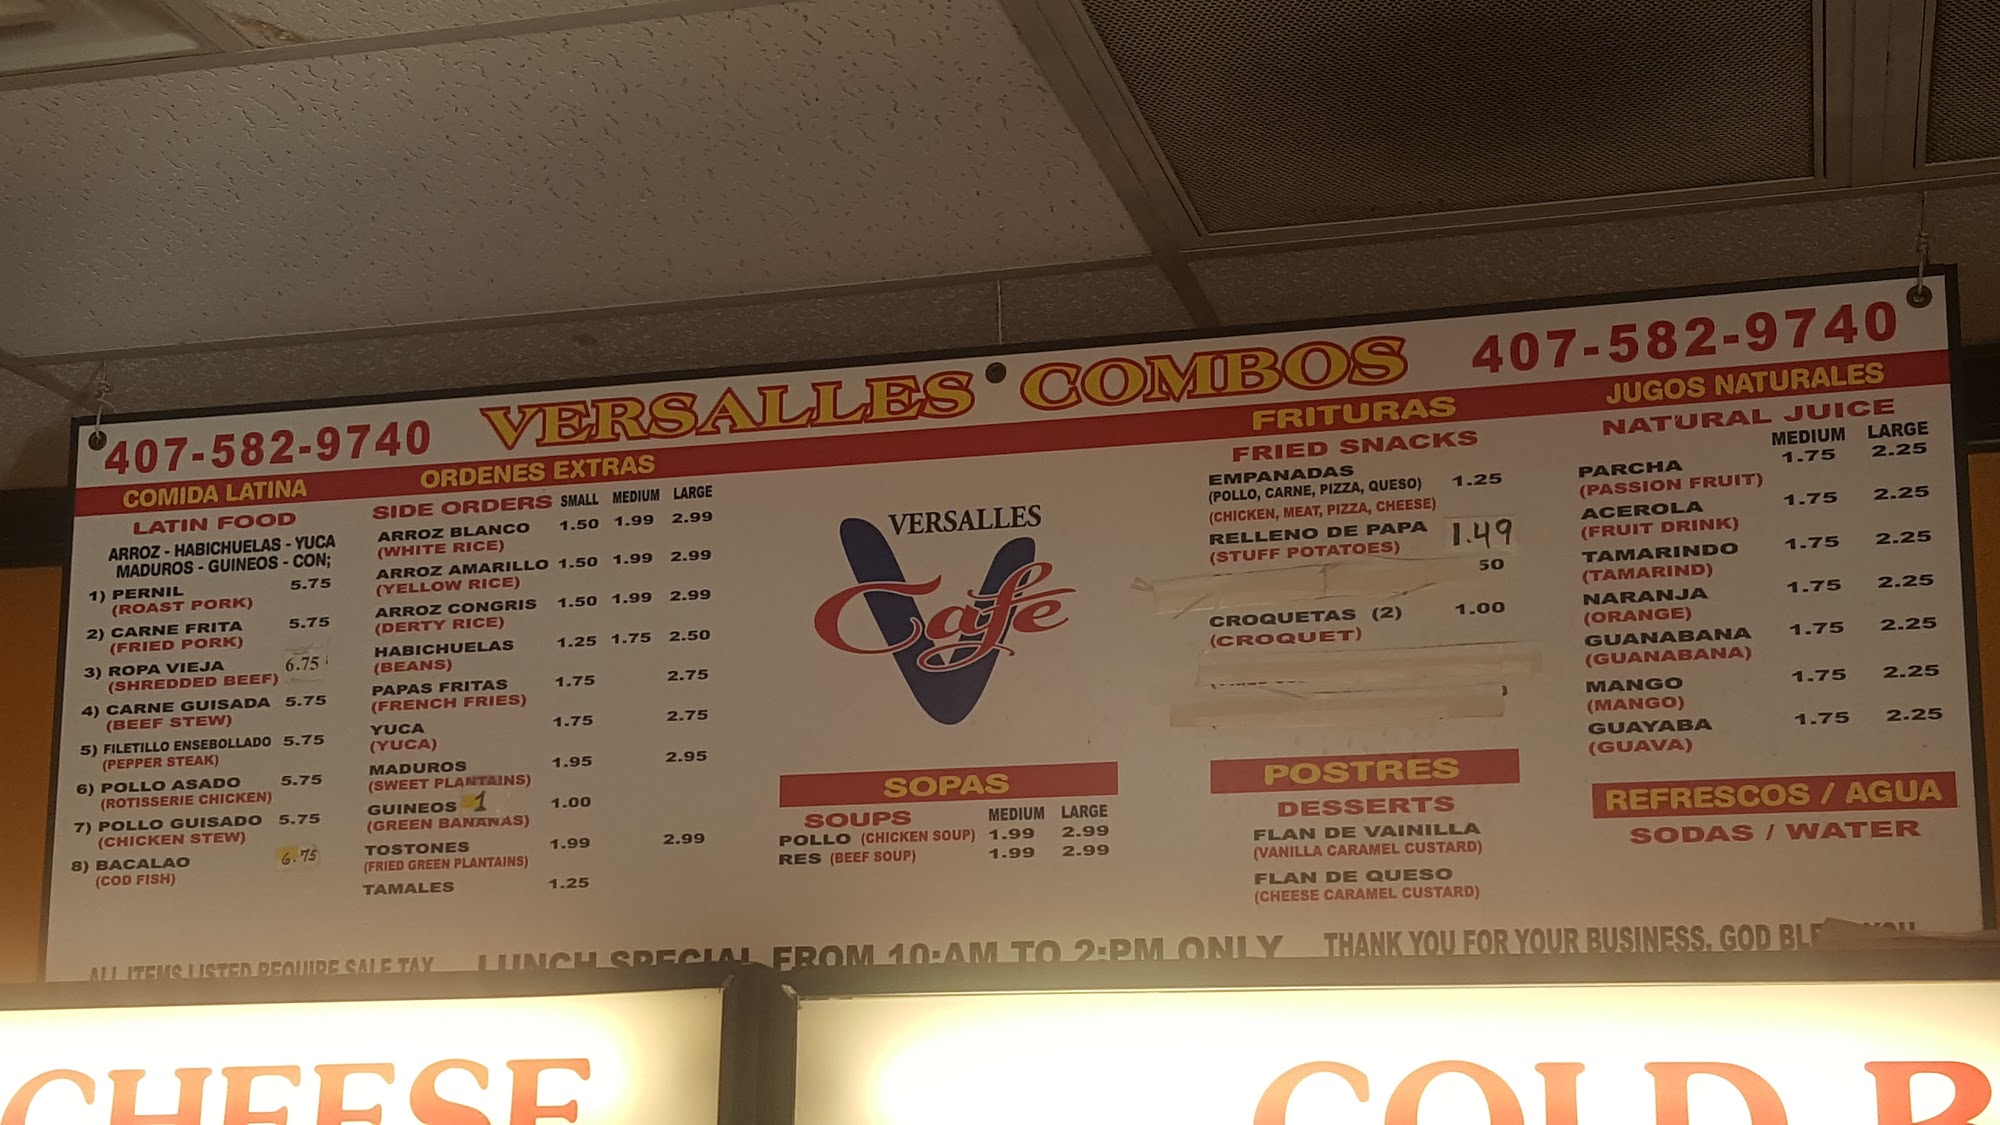 407-582-9740 VERSALLES COMBOS 407-582-9740
COMIDA LATINA
LATIN FOOD
ARROZ - HABICHUELAS - YUCA
MADUROS - GUINEOS - CON;
1) PERNIL 5.75
(ROAST PORK)
2) CARNE FRITA 5.75
(FRIED PORK)
3) ROPA VIEJA 6.75
(SHREDDED BEEF)
4) CARNE GUISADA 5.75
(BEEF STEW)
5) FILETILLO ENSEBOLLADO 5.75
(PEPPER STEAK)
6) POLLO ASADO 5.75
(ROTISSERIE CHICKEN)
7) POLLO GUISADO 5.75
(CHICKEN STEW)
8) BACALAO 6.75
(COD FISH)
ORDENES EXTRAS
SIDE ORDERS SMALL MEDIUM LARGE
ARROZ BLANCO 1.50 1.99 2.99
(WHITE RICE)
ARROZ AMARILLO 1.50 1.99 2.99
(YELLOW RICE)
ARROZ CONGRIS 1.50 1.99 2.99
(DERTY RICE)
HABICHUELAS 1.25 1.75 2.50
(BEANS)
PAPAS FRITAS 1.75 2.75
(FRENCH FRIES)
YUCA 1.75 2.75
(YUCA)
MADUROS 1.95 2.95
(SWEET PLANTAINS)
GUINEOS 1 1.00
(GREEN BANANAS)
TOSTONES 1.99 2.99
(FRIED GREEN PLANTAINS)
TAMALES 1.25
VERSALLES
Cafe
SOPAS
SOUPS MEDIUM LARGE
POLLO (CHICKEN SOUP) 1.99 2.99
RES (BEEF SOUP) 1.99 2.99
FRITURAS
FRIED SNACKS
EMPANADAS 1.25
(POLLO, CARNE, PIZZA, QUESO)
(CHICKEN, MEAT, PIZZA, CHEESE)
RELLENO DE PAPA 1.49
(STUFF POTATOES)
50
CROQUETAS (2) 1.00
(CROQUET)
POSTRES
DESSERTS
FLAN DE VAINILLA
(VANILLA CARAMEL CUSTARD)
FLAN DE QUESO
(CHEESE CARAMEL CUSTARD)
JUGOS NATURALES
NATURAL JUICE
MEDIUM LARGE
PARCHA 1.75 2.25
(PASSION FRUIT)
ACEROLA 1.75 2.25
(FRUIT DRINK)
TAMARINDO 1.75 2.25
(TAMARIND)
NARANJA 1.75 2.25
(ORANGE)
GUANABANA 1.75 2.25
(GUANABANA)
MANGO 1.75 2.25
(MANGO)
GUAYABA 1.75 2.25
(GUAVA)
REFRESCOS / AGUA
SODAS / WATER
ALL ITEMS LISTED REQUIRE SALE TAX LUNCH SPECIAL FROM 10:AM TO 2:PM ONLY THANK YOU FOR YOUR BUSINESS, GOD
CHEESE
COLD